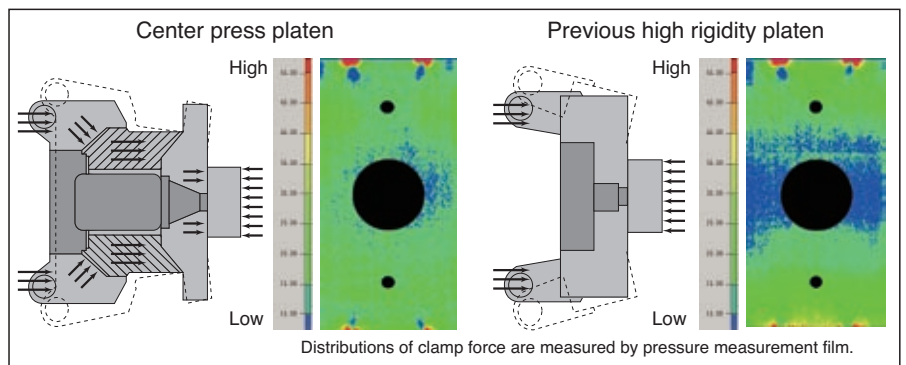 Center press platen
Previous high rigidity platen
High
High
Low
Low
Distributions of clamp force are measured by pressure measurement film.